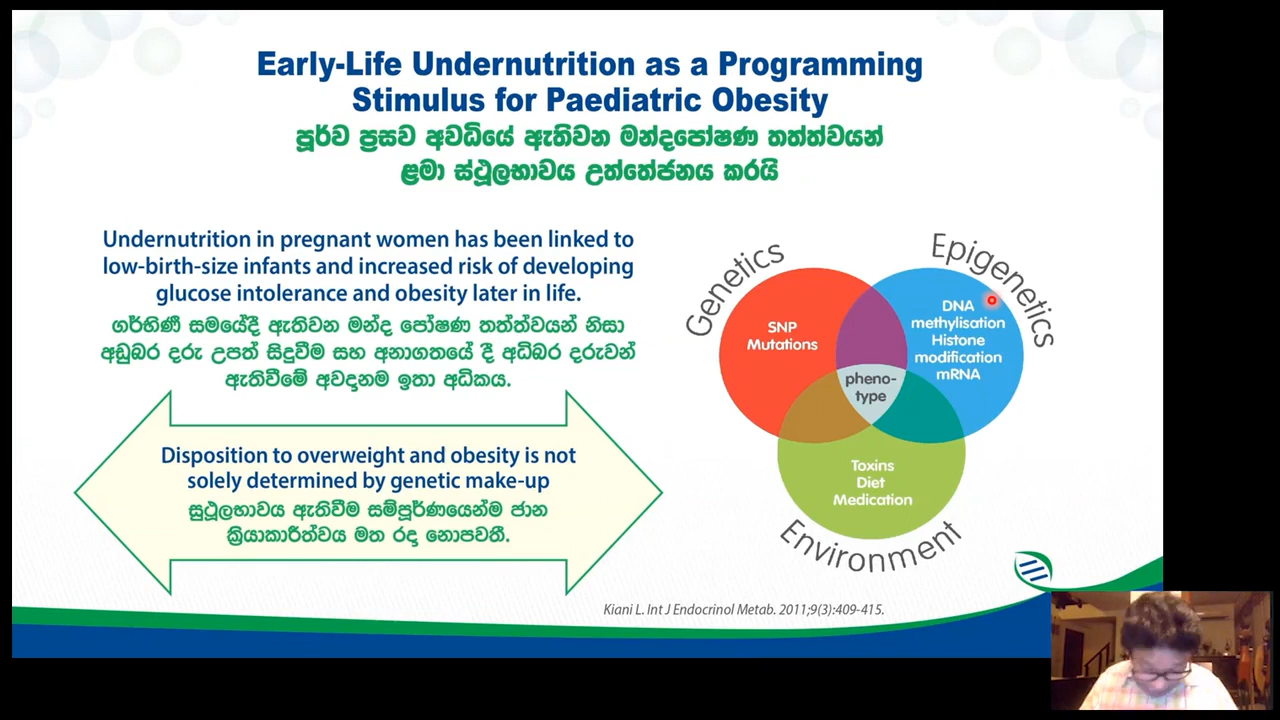 Early-Life Undernutrition as a Programming
Stimulus for Paediatric Obesity
පූර්ව ප්‍රසව අවධියේ ඇතිවන මන්දපෝෂණ තත්ත්වයන්
ළමා ස්ථූලභාවය උත්තේජනය කරයි
Undernutrition in pregnant women has been linked to
low-birth-size infants and increased risk of developing
glucose intolerance and obesity later in life.
ගර්භිණී සමයේදී ඇතිවන මන්ද පෝෂණ තත්ත්වයන් නිසා
අඩුබර දරු උපත් සිදුවීම සහ අනාගතයේ දී අධිබර දරුවන්
ඇතිවීමේ අවදානම ඉතා අධිකය.
Disposition to overweight and obesity is not
solely determined by genetic make-up
සුථූලභාවය ඇතිවීම සම්පූර්ණයෙන්ම ජාන
ක්‍රියාකාරීත්වය මත රදා නොපවතී.
Genetics
SNP
Mutations
Epigenetics
DNA
methylisation
Histone
modification
mRNA
pheno-
type
Toxins
Diet
Medication
Environment
Kiani L. Int J Endocrinol Metab. 2011;9(3):409-415.